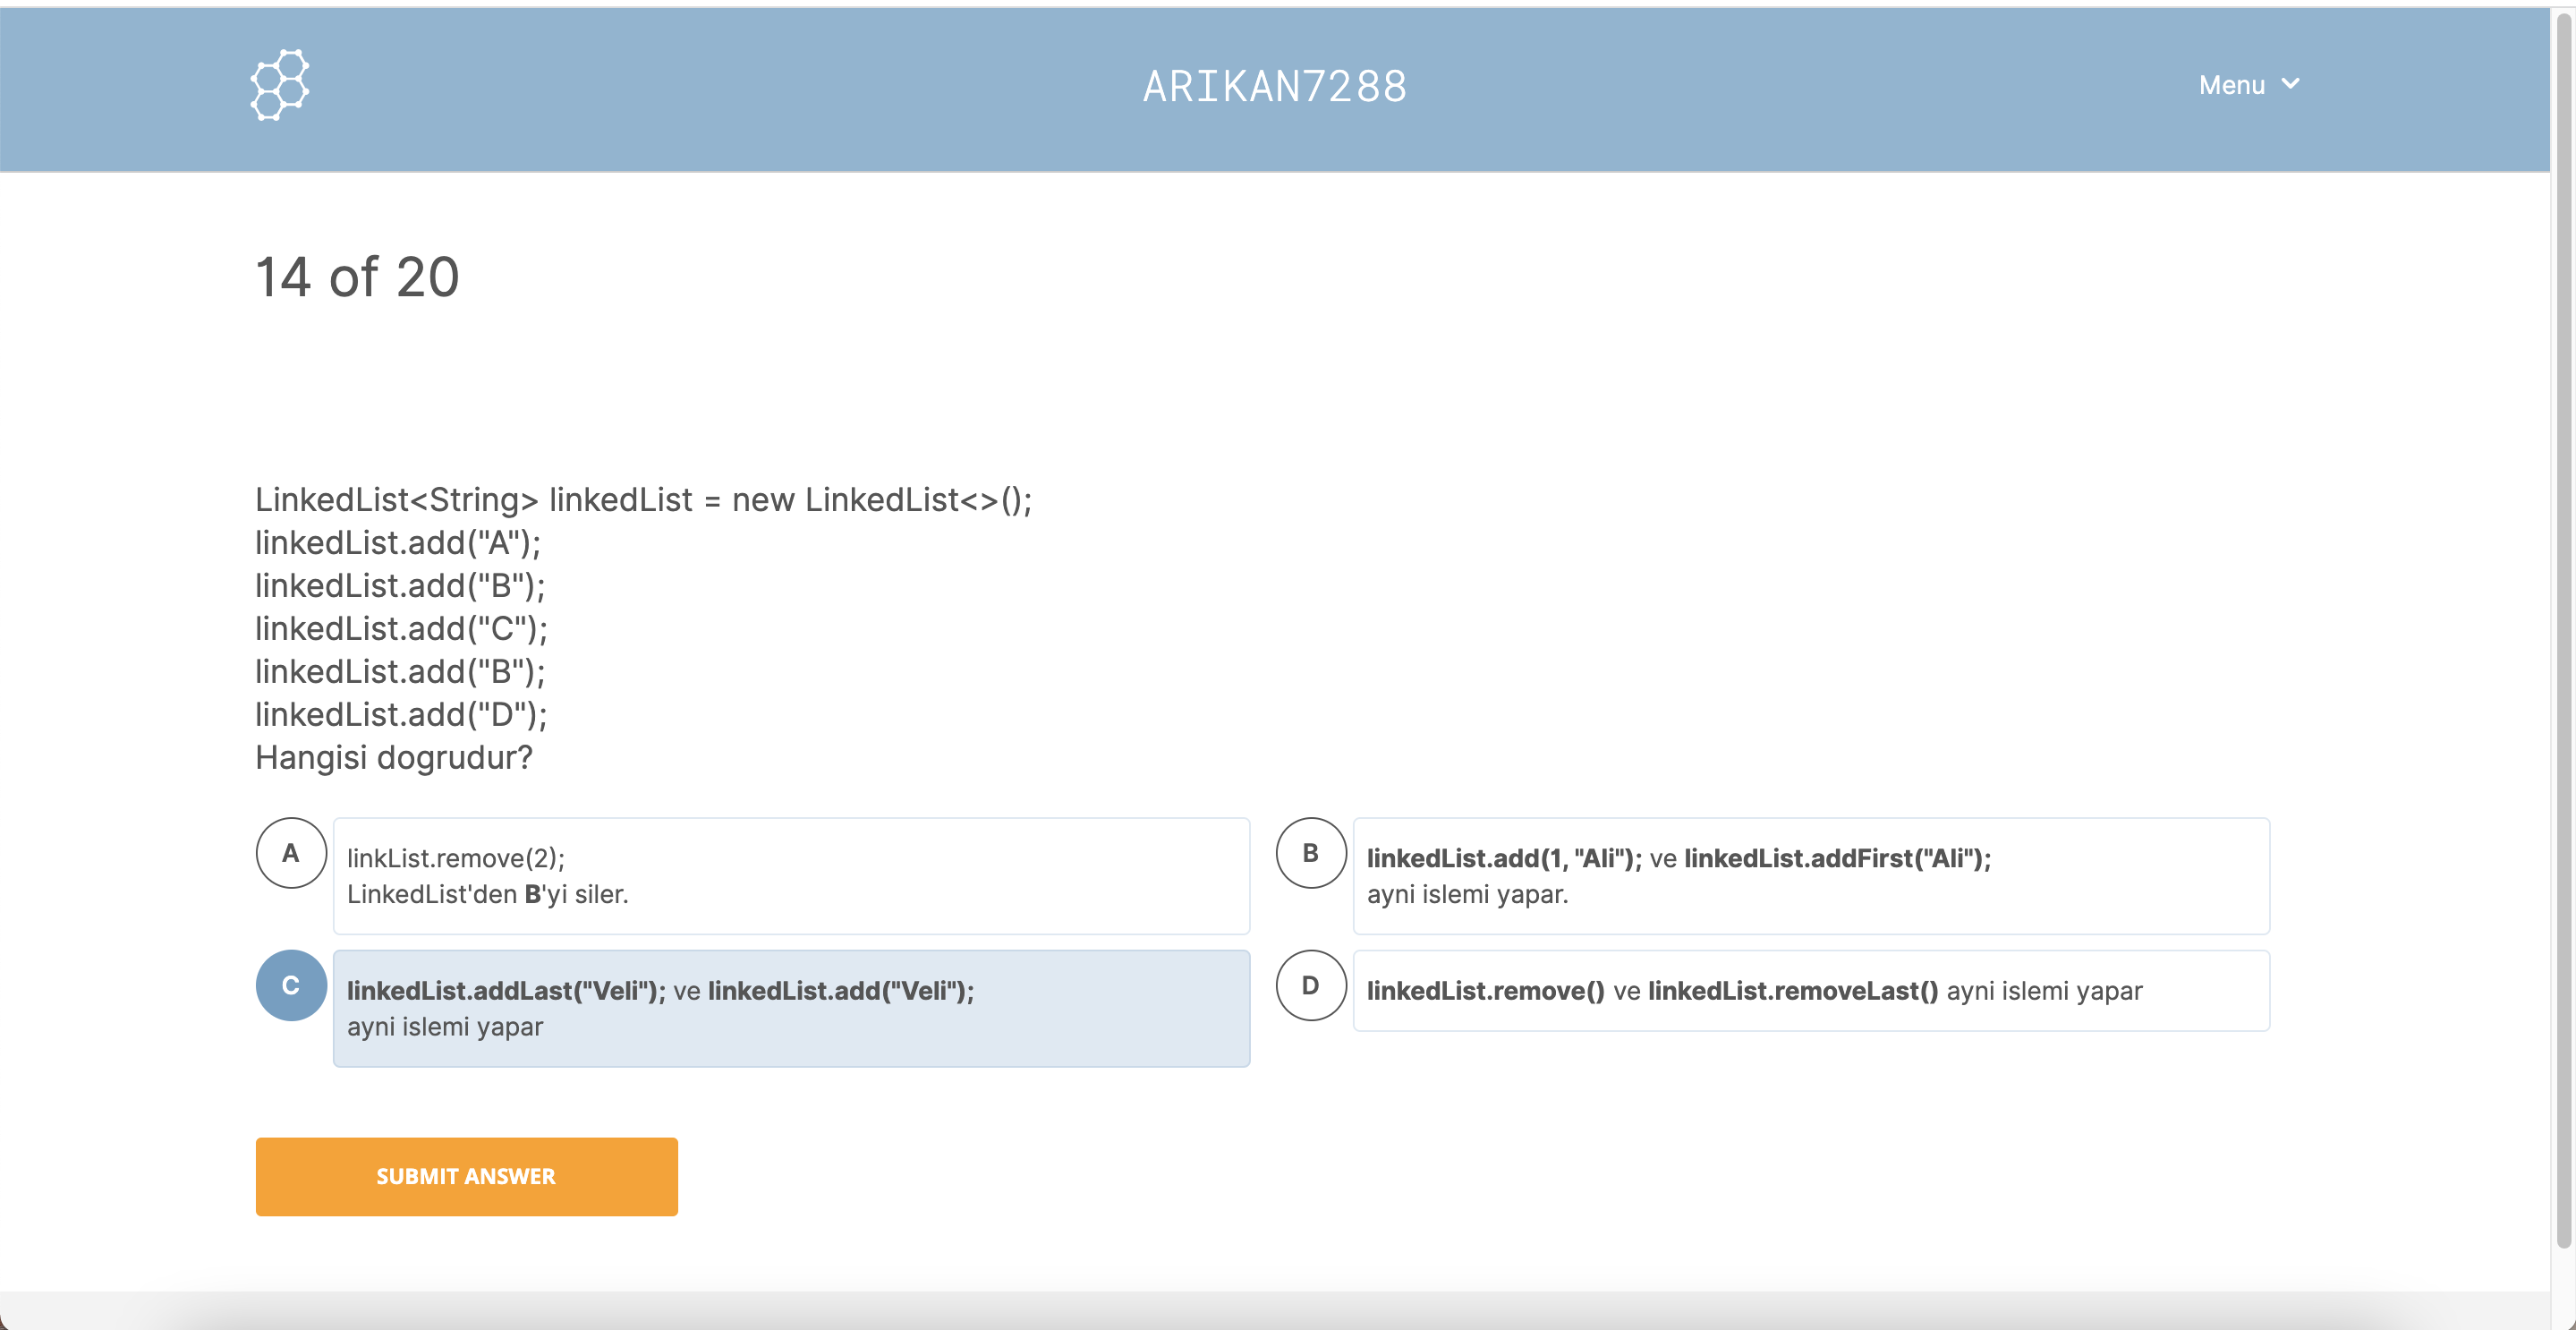 ARIKAN7288
Menu
14 of 20
LinkedList<String> linkedList = new LinkedList<>();
linkedList.add("A");
linkedList.add("B");
linkedList.add("C");
linkedList.add("B");
linkedList.add("D");
Hangisi dogrudur?
A
linkList.remove(2);
LinkedList'den B'yi siler.
B
linkedList.add(1, "Ali"); ve linkedList.addFirst("Ali");
ayni islemi yapar.
C
linkedList.addLast("Veli"); ve linkedList.add("Veli");
ayni islemi yapar
D
linkedList.remove() ve linkedList.removeLast() ayni islemi yapar
SUBMIT ANSWER